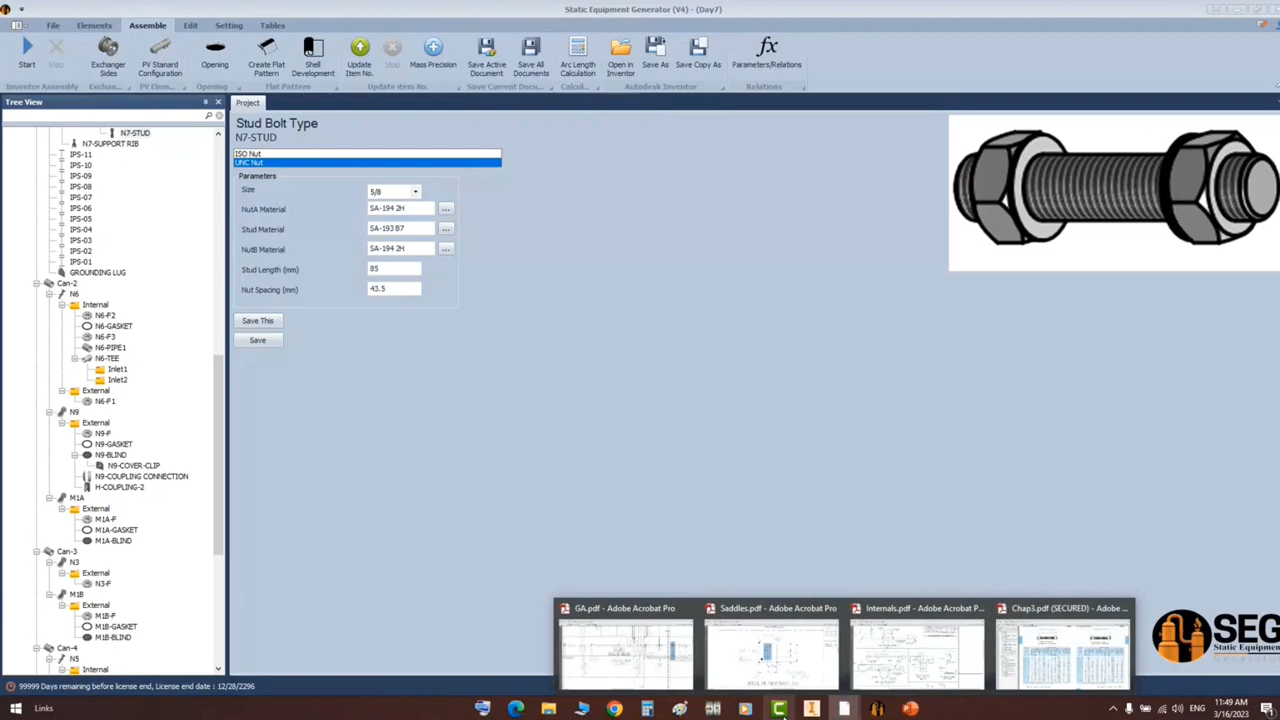 Static Equipment Generator (V4) - (Day7)
File Elements Assemble Edit Setting Tables
Start Stop Exchanger Sides PV Stanard Configuration Opening Create Flat Pattern Shell Development Update Item No. Stop Mass Precision Save Active Document Save All Documents Arc Length Calculation Open in Inventor Save As Save Copy As Parameters/Relations
Inventor Assembly Exchan... PV Elem... Opening Flat Pattern Update item No. Save Current Docu... Calcul... Autodesk Inventor Relations
Tree View
Project
Stud Bolt Type
N7-STUD
ISO Nut
UNC Nut
Parameters
Size 5/8
NutA Material SA-194 2H ...
Stud Material SA-193 B7 ...
NutB Material SA-194 2H ...
Stud Length (mm) 85
Nut Spacing (mm) 43.5
Save This
Save
N7-STUD
N7-SUPPORT RIB
IPS-11
IPS-10
IPS-09
IPS-08
IPS-07
IPS-06
IPS-05
IPS-04
IPS-03
IPS-02
IPS-01
GROUNDING LUG
Can-2
N6
Internal
N6-F2
N6-GASKET
N6-F3
N6-PIPE1
N6-TEE
Inlet1
Inlet2
External
N6-F1
N9
External
N9-F
N9-GASKET
N9-BLIND
N9-COVER-CLIP
N9-COUPLING CONNECTION
H-COUPLING-2
M1A
External
M1A-F
M1A-GASKET
M1A-BLIND
Can-3
N3
External
N3-F
M1B
External
M1B-F
M1B-GASKET
M1B-BLIND
Can-4
N5
Internal
GA.pdf - Adobe Acrobat Pro
Saddles.pdf - Adobe Acrobat Pro
Internals.pdf - Adobe Acrobat P...
Chap3.pdf (SECURED) - Adobe ...
SEG
Static Equipme
99999 Days remaining before license end, License end date : 12/28/2296
Links
ENG
11:49 AM
3/16/2023